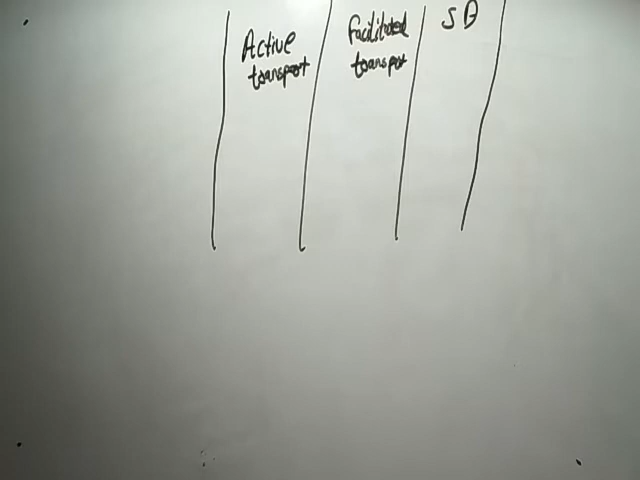 Active
transport
Facilitated
transport
S D